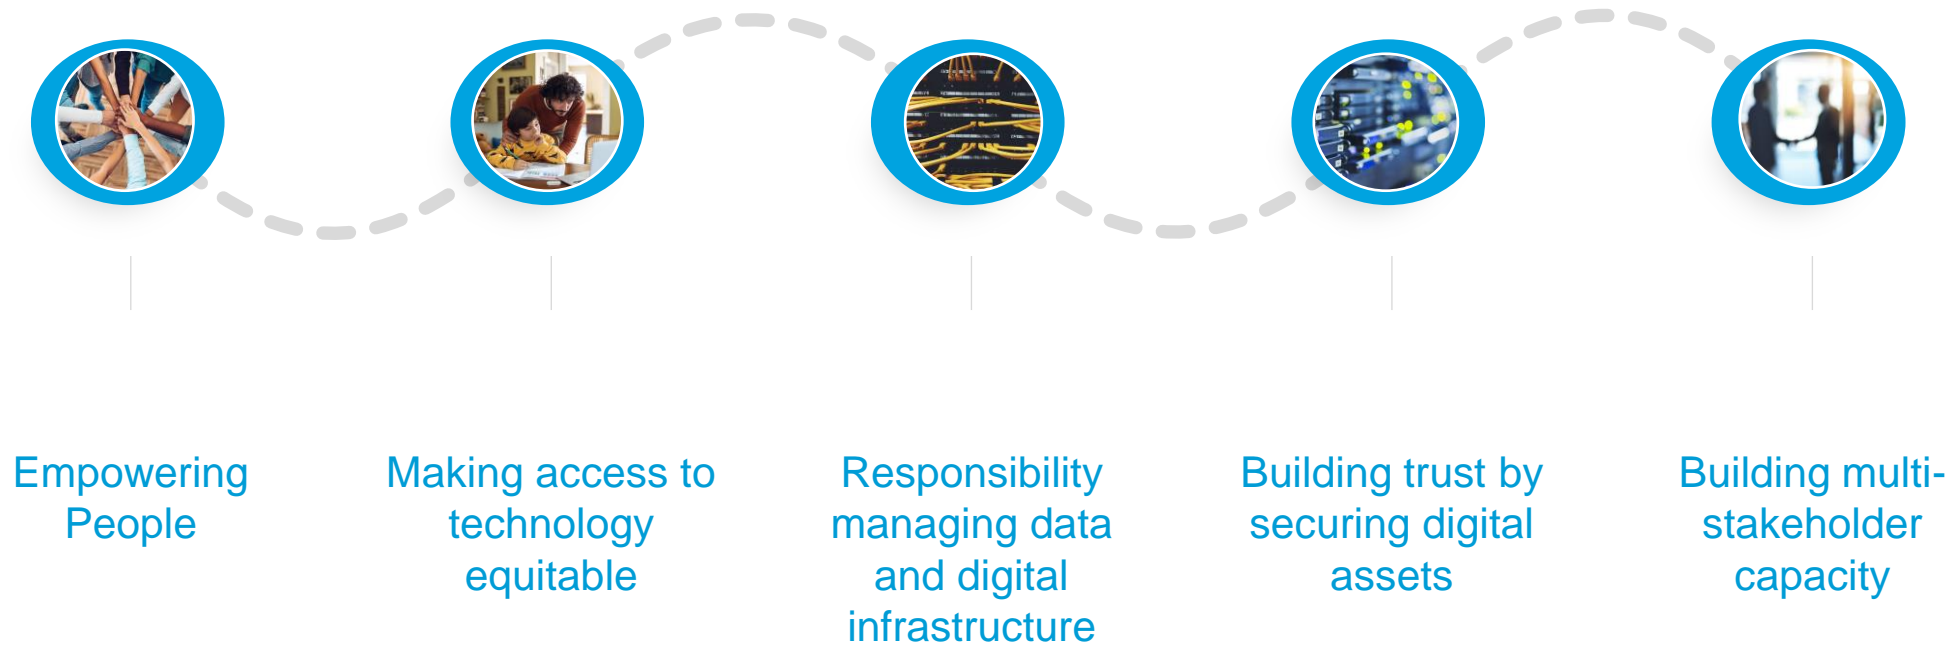 Empowering
People
Making access to
technology
equitable
Responsibility
managing data
and digital
infrastructure
Building trust by
securing digital
assets
Building multi-
stakeholder
capacity